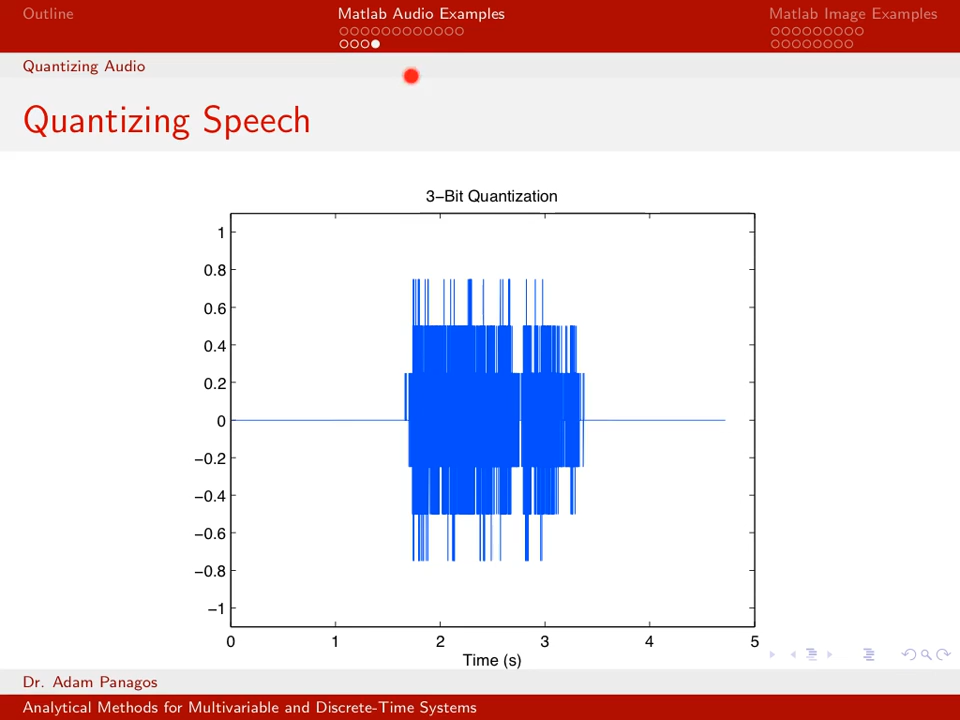 Outline
Matlab Audio Examples
Matlab Image Examples
Quantizing Audio
Quantizing Speech
3−Bit Quantization
1
0.8
0.6
0.4
0.2
0
−0.2
−0.4
−0.6
−0.8
−1
0 1 2 3 4 5
Time (s)
Dr. Adam Panagos
Analytical Methods for Multivariable and Discrete-Time Systems